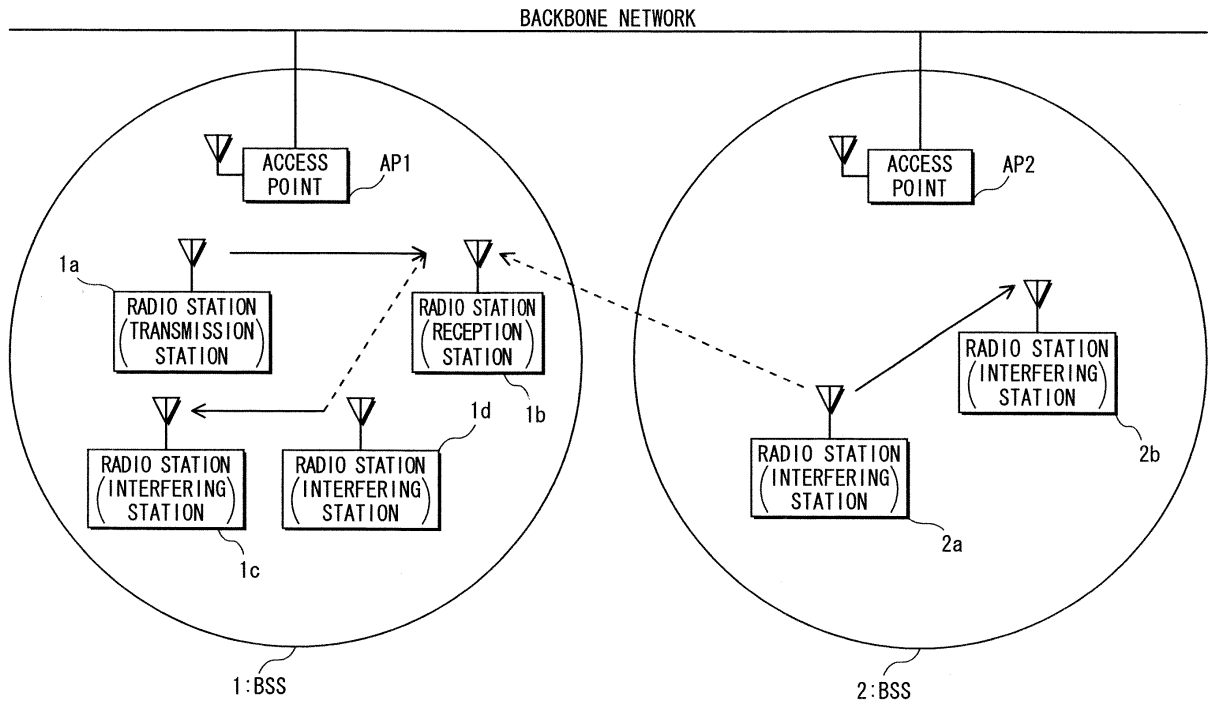 BACKBONE NETWORK
ACCESS
POINT
AP1
ACCESS
POINT
AP2
1a
RADIO STATION
(TRANSMISSION
STATION)
RADIO STATION
(RECEPTION
STATION)
1b
RADIO STATION
(INTERFERING
STATION)
2b
1d
RADIO STATION
(INTERFERING
STATION)
1c
RADIO STATION
(INTERFERING
STATION)
RADIO STATION
(INTERFERING
STATION)
2a
1:BSS
2:BSS